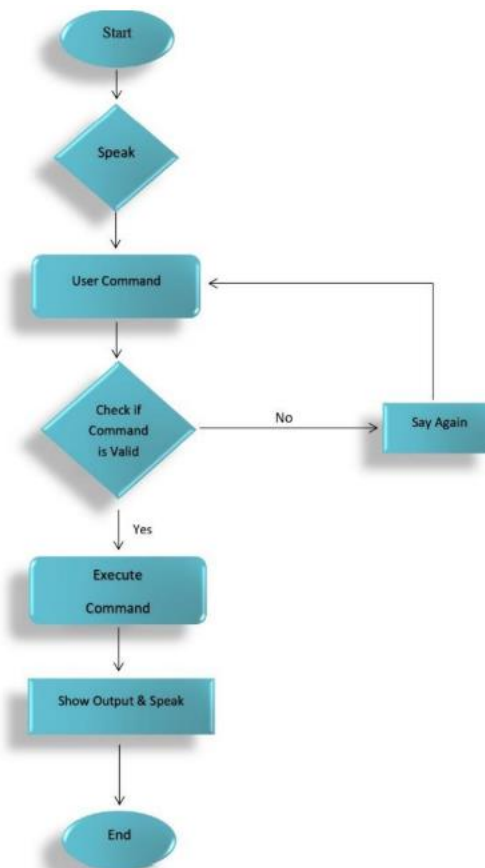 Start
Speak
User Command
Check if
Command
is Valid
No
Say Again
Yes
Execute
Command
Show Output & Speak
End